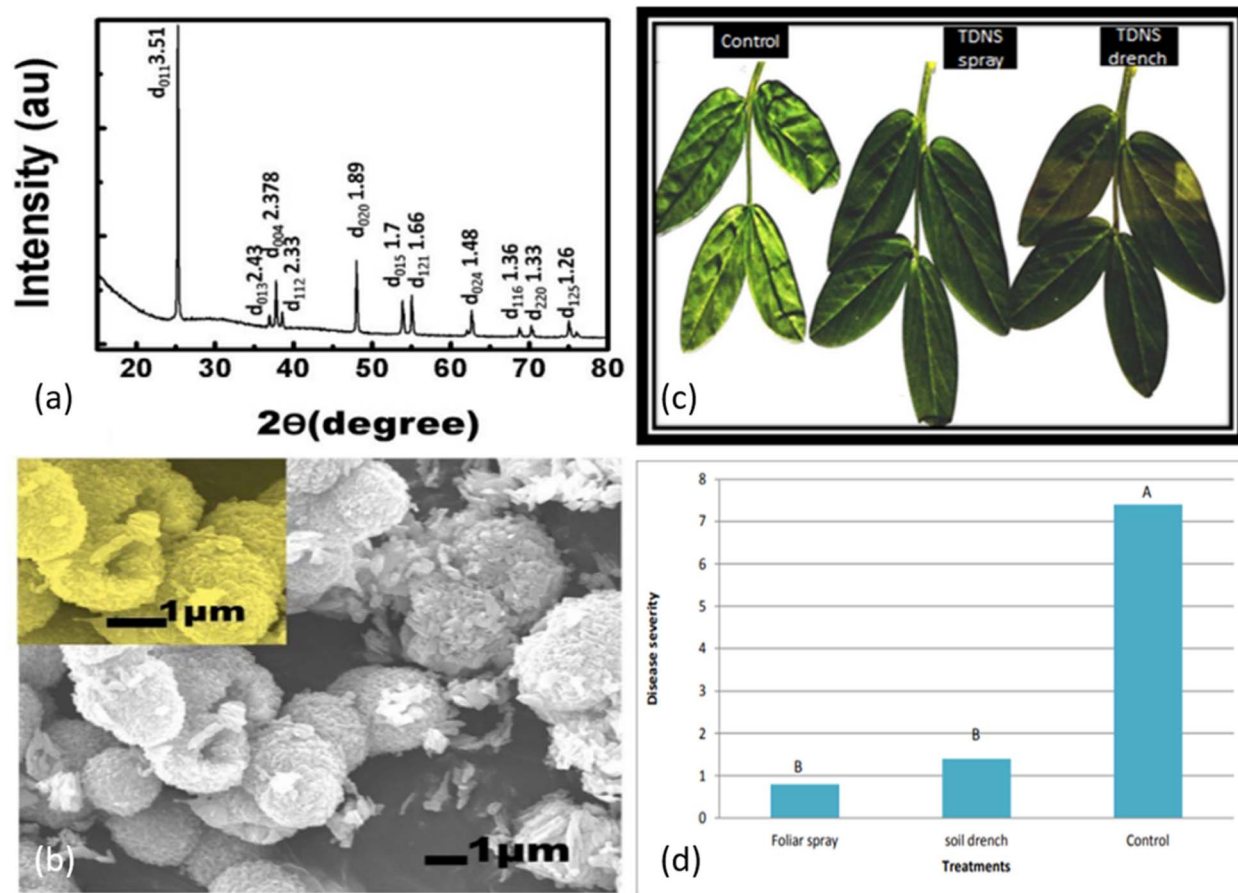 Intensity (au)
d011 3.51
d013 2.43
d004 2.378
d112 2.33
d020 1.89
d015 1.7
d121 1.66
d024 1.48
d116 1.36
d220 1.33
d125 1.26
20 30 40 50 60 70 80
2Θ(degree)
(a)
Control
TDNS
spray
TDNS
drench
(c)
1µm
1µm
(b)
Disease severity
8
7
6
5
4
3
2
1
0
B
B
A
Foliar spray soil drench Control
Treatments
(d)